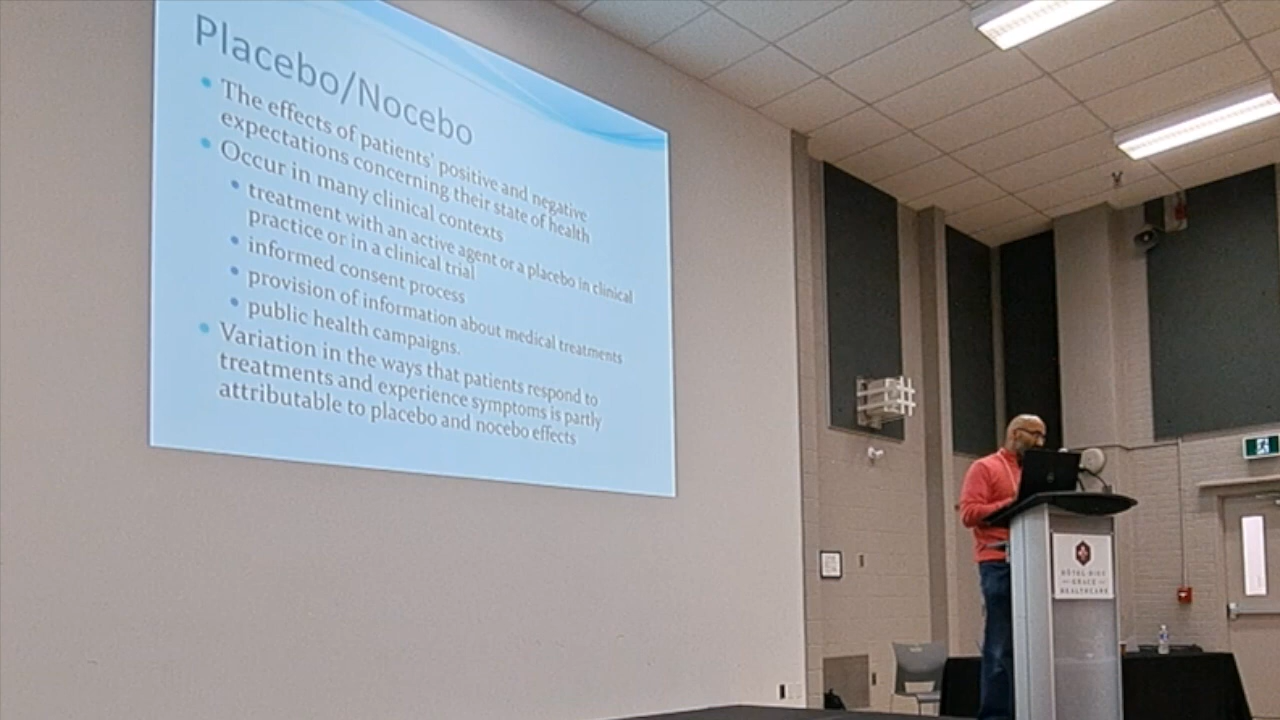 Placebo/Nocebo
The effects of patients' positive and negative
expectations concerning their state of health
Occur in many clinical contexts
treatment with an active agent or a placebo in clinical
practice or in a clinical trial
informed consent process
provision of information about medical treatments
public health campaigns.
Variation in the ways that patients respond to
treatments and experience symptoms is partly
attributable to placebo and nocebo effects
HÔTEL-DIEU
GRACE
HEALTHCARE